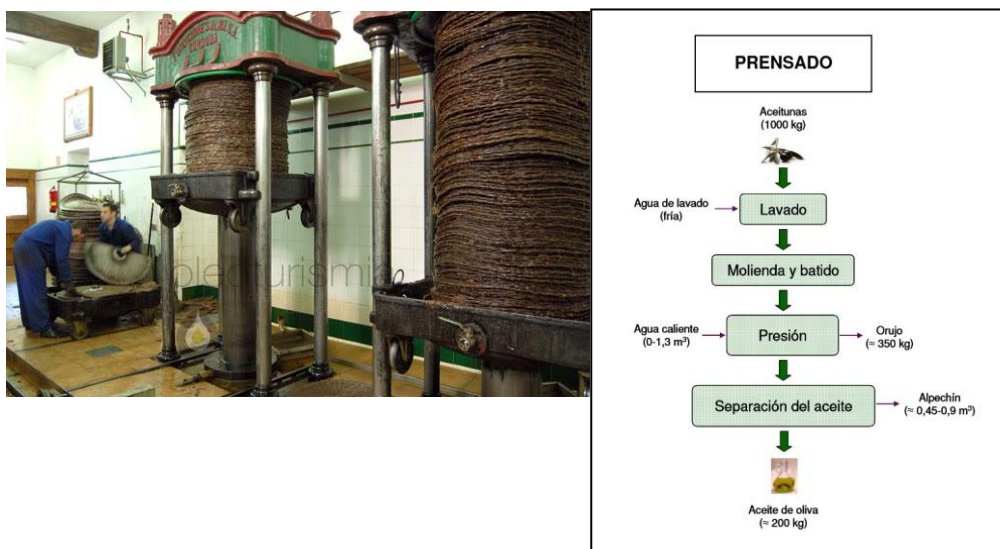 oleoturismo
PRENSADO
Aceitunas
(1000 kg)
Agua de lavado
(fría)
Lavado
Molienda y batido
Agua caliente
(0-1,3 m³)
Presión
Orujo
(≈ 350 kg)
Separación del aceite
Alpechín
(≈ 0,45-0,9 m³)
Aceite de oliva
(≈ 200 kg)